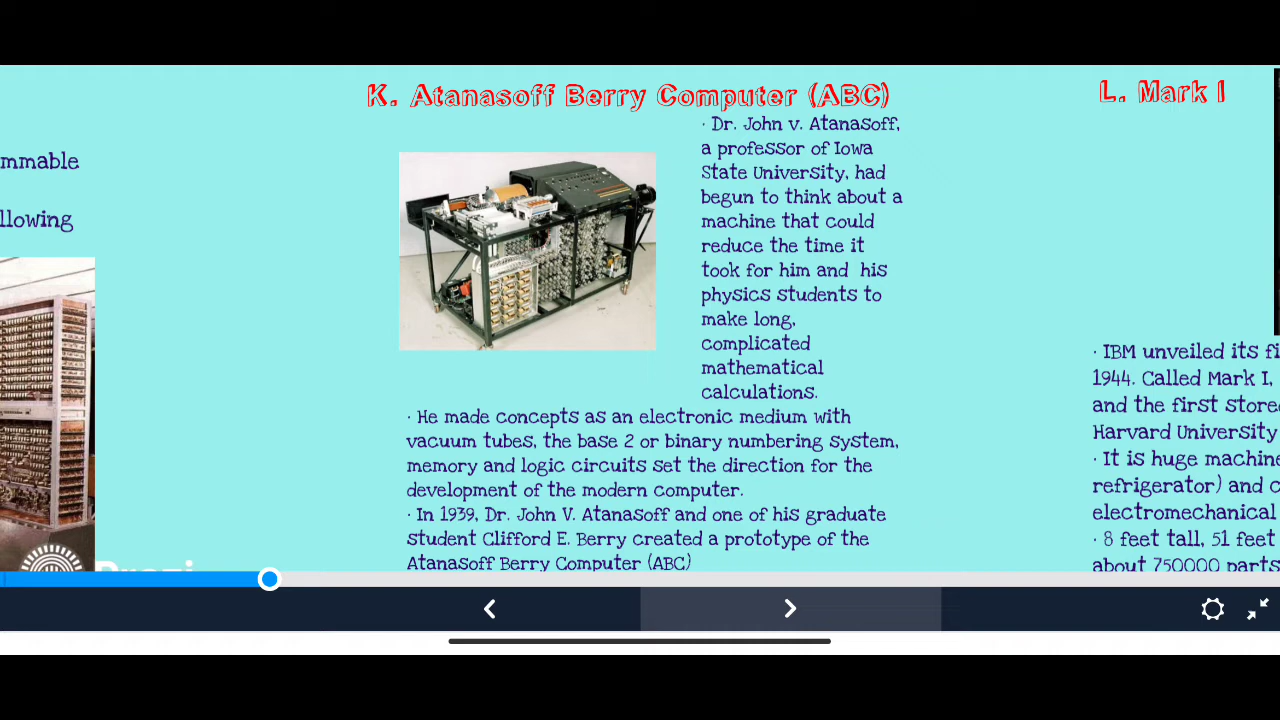 mmable
llowing
K. Atanasoff Berry Computer (ABC)
· Dr. John v. Atanasoff,
a professor of Iowa
State University, had
begun to think about a
machine that could
reduce the time it
took for him and his
physics students to
make long,
complicated
mathematical
calculations.
· He made concepts as an electronic medium with
vacuum tubes, the base 2 or binary numbering system,
memory and logic circuits set the direction for the
development of the modern computer.
· In 1939, Dr. John V. Atanasoff and one of his graduate
student Clifford E. Berry created a prototype of the
Atanasoff Berry Computer (ABC)
L. Mark I
· IBM unveiled its fi
1944. Called Mark I,
and the first store
Harvard University
· It is huge machine
refrigerator) and c
electromechanical
· 8 feet tall, 51 feet
about 750000 parts
Prezi